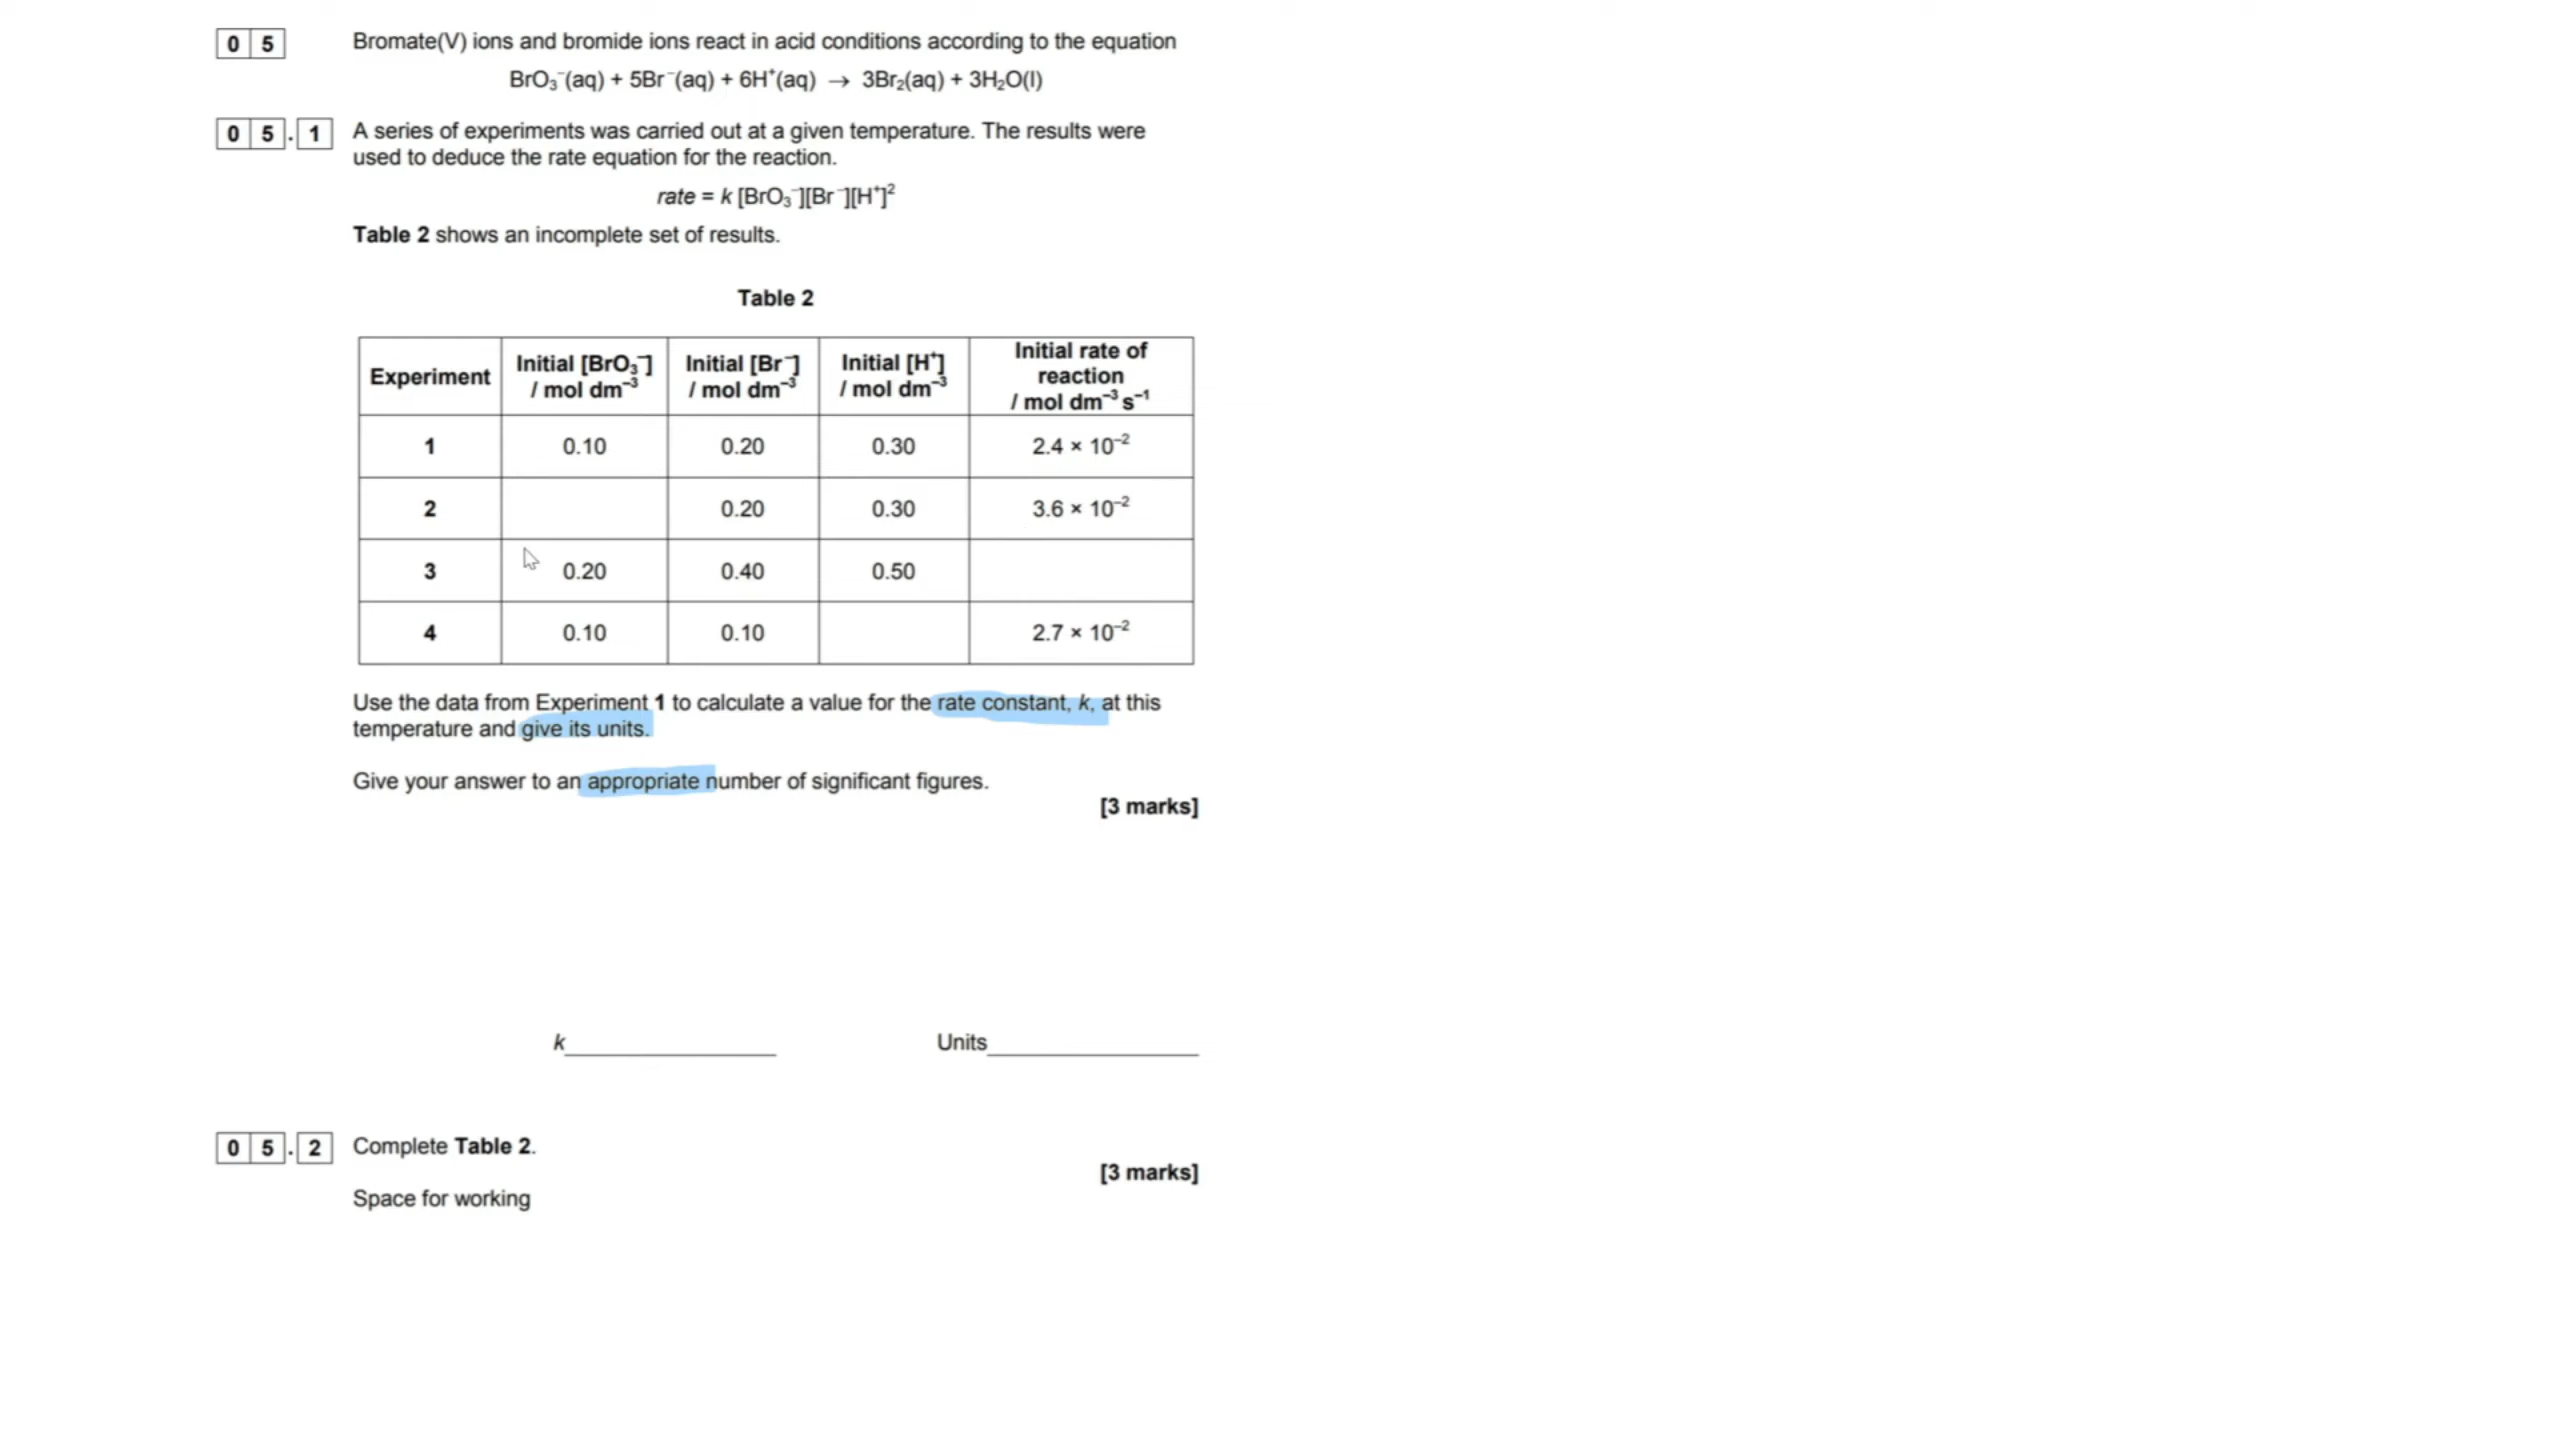 05 Bromate(V) ions and bromide ions react in acid conditions according to the equation
BrO₃⁻(aq) + 5Br⁻(aq) + 6H⁺(aq) → 3Br₂(aq) + 3H₂O(l)
05.1 A series of experiments was carried out at a given temperature. The results were
used to deduce the rate equation for the reaction.
rate = k [BrO₃⁻][Br⁻][H⁺]²
Table 2 shows an incomplete set of results.
Table 2
Experiment Initial [BrO₃⁻] / mol dm⁻³ Initial [Br⁻] / mol dm⁻³ Initial [H⁺] / mol dm⁻³ Initial rate of reaction / mol dm⁻³ s⁻¹
1 0.10 0.20 0.30 2.4 × 10⁻²
2 0.20 0.30 3.6 × 10⁻²
3 0.20 0.40 0.50
4 0.10 0.10 2.7 × 10⁻²
Use the data from Experiment 1 to calculate a value for the rate constant, k, at this
temperature and give its units.
Give your answer to an appropriate number of significant figures.
[3 marks]
k Units
05.2 Complete Table 2.
[3 marks]
Space for working